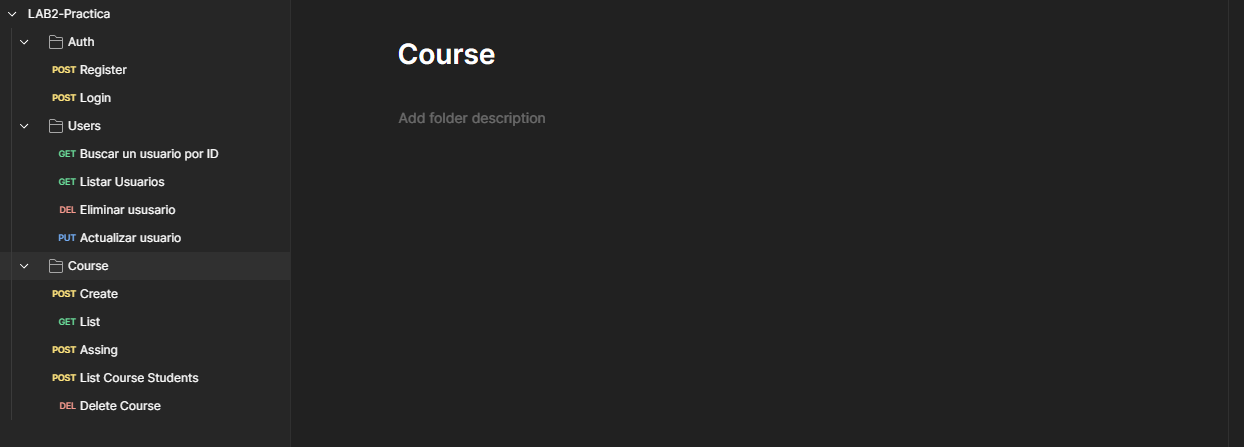 LAB2-Practica
Auth
POST Register
POST Login
Users
GET Buscar un usuario por ID
GET Listar Usuarios
DEL Eliminar ususario
PUT Actualizar usuario
Course
POST Create
GET List
POST Assing
POST List Course Students
DEL Delete Course
Course
Add folder description